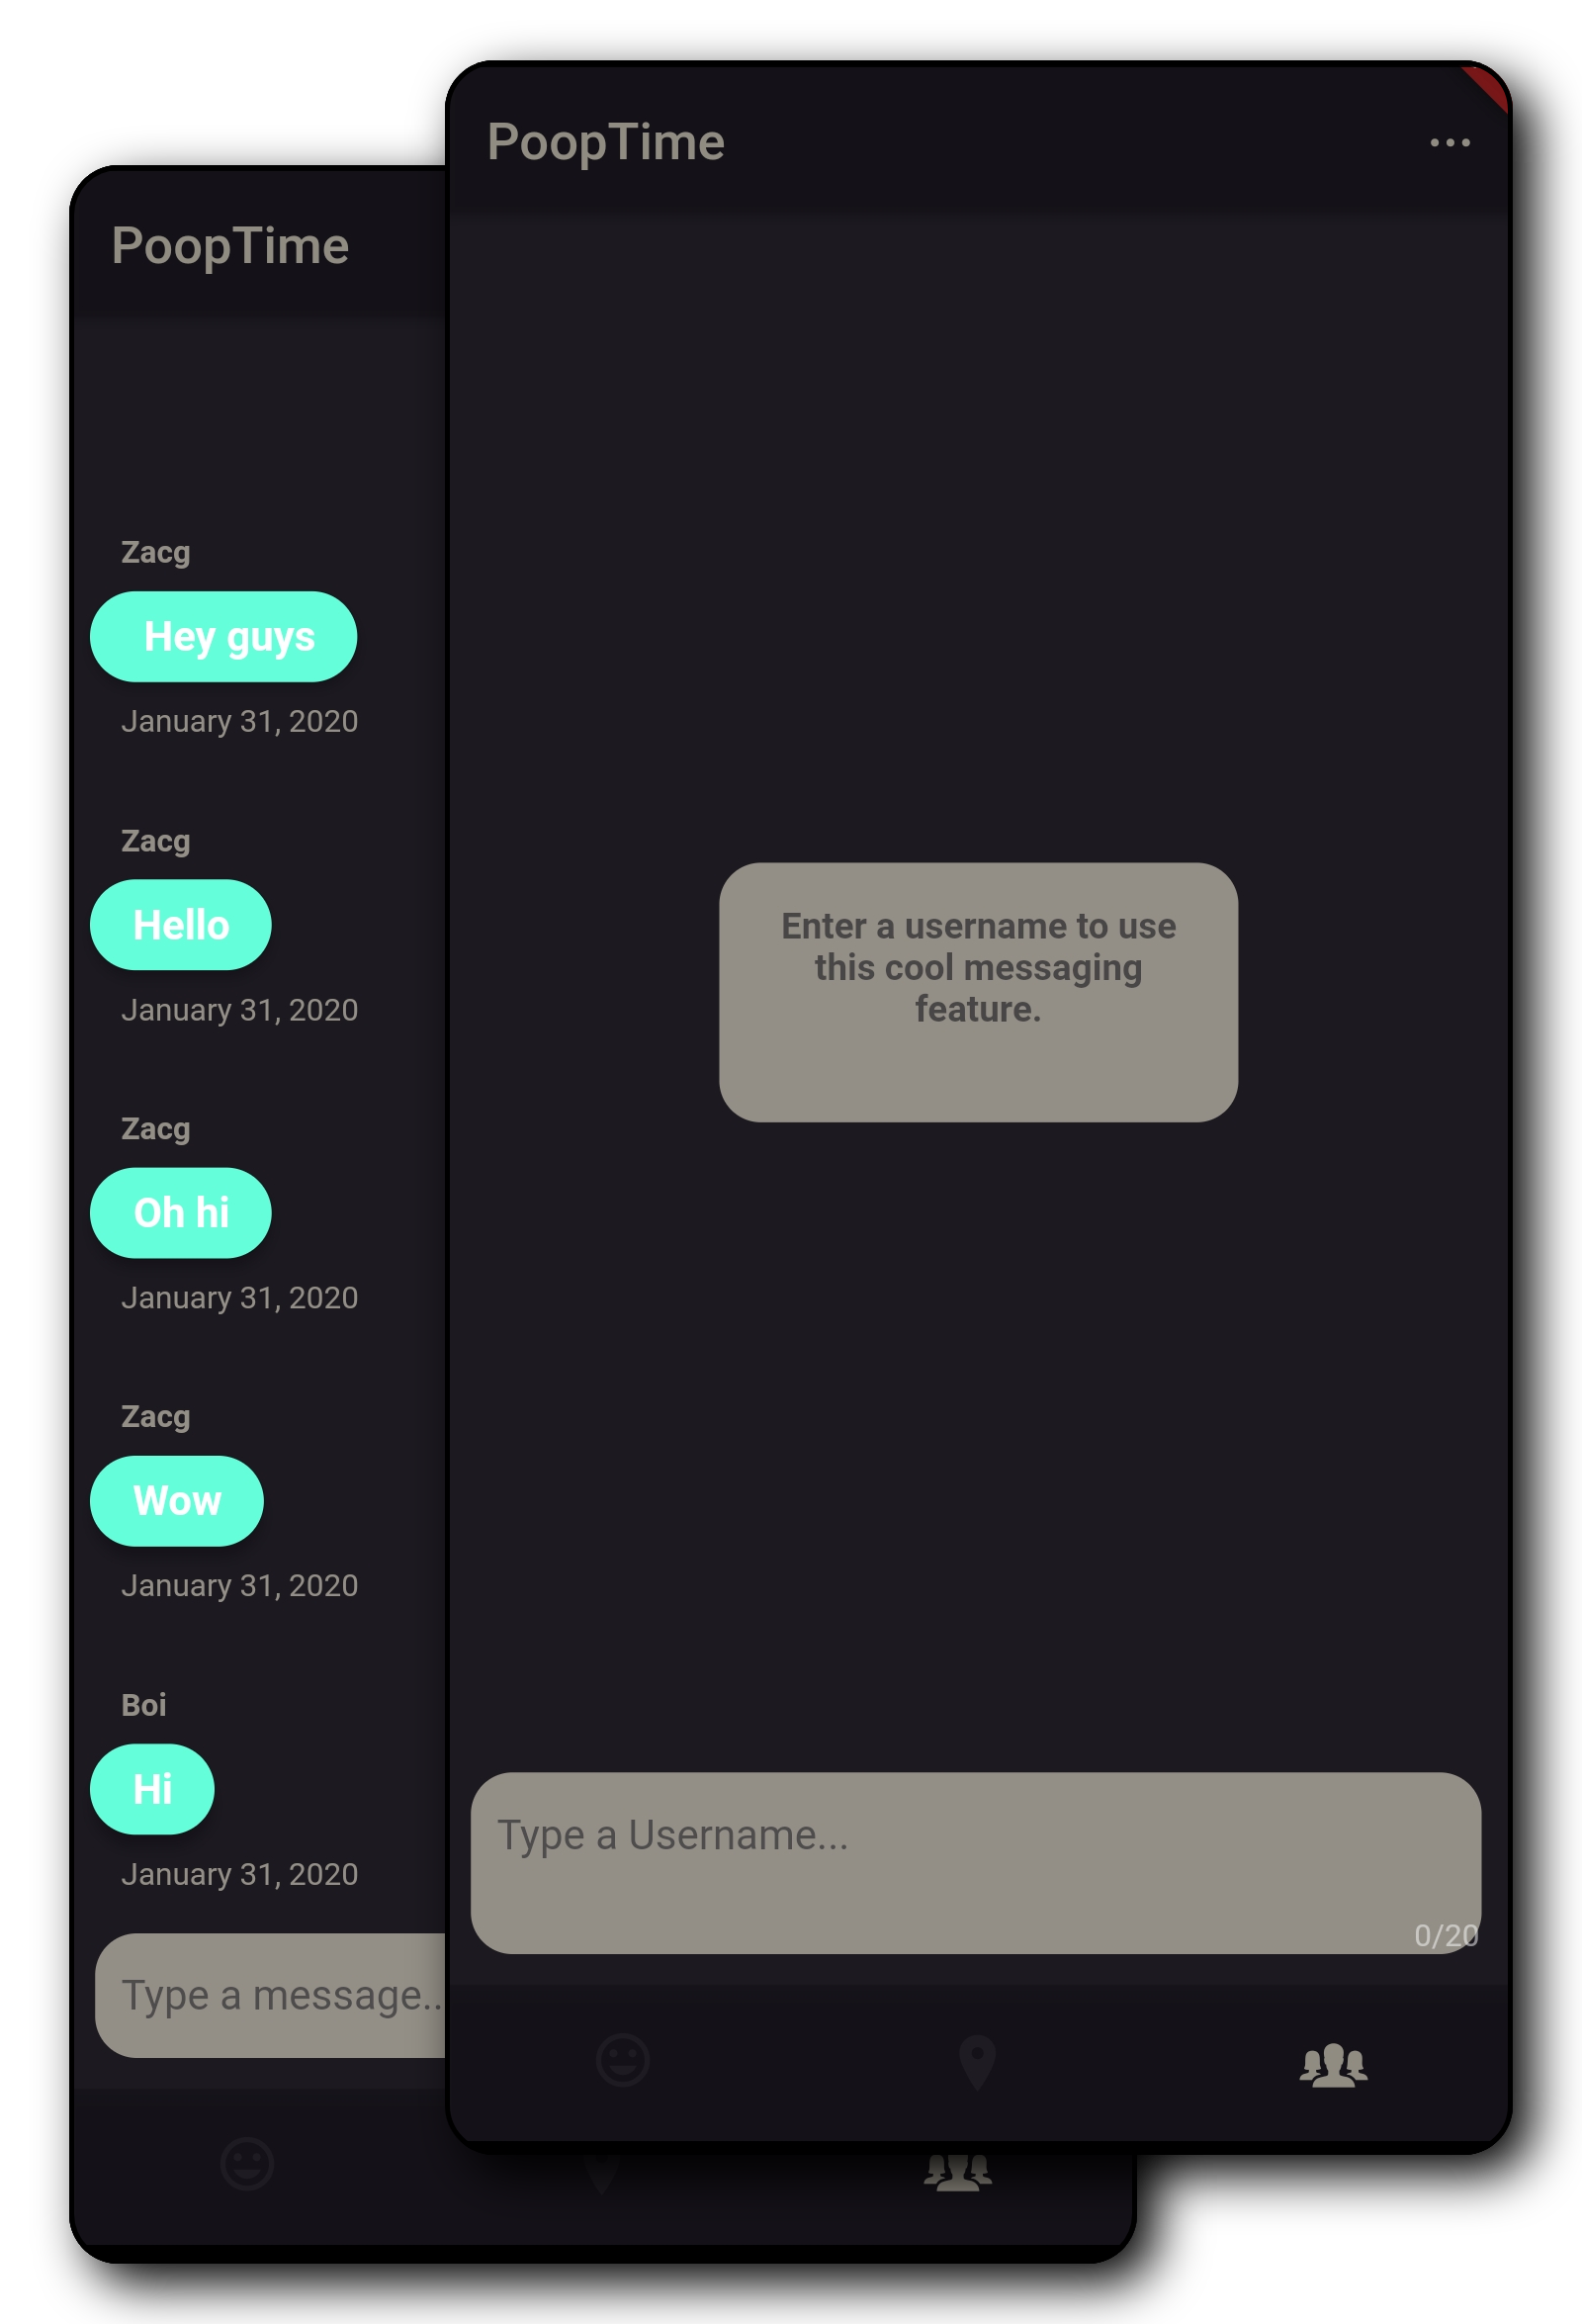 PoopTime
Zacg
Hey guys
January 31, 2020
Zacg
Hello
January 31, 2020
Zacg
Oh hi
January 31, 2020
Zacg
Wow
January 31, 2020
Boi
Hi
January 31, 2020
Type a message..
PoopTime
Enter a username to use
this cool messaging
feature.
Type a Username...
0/20